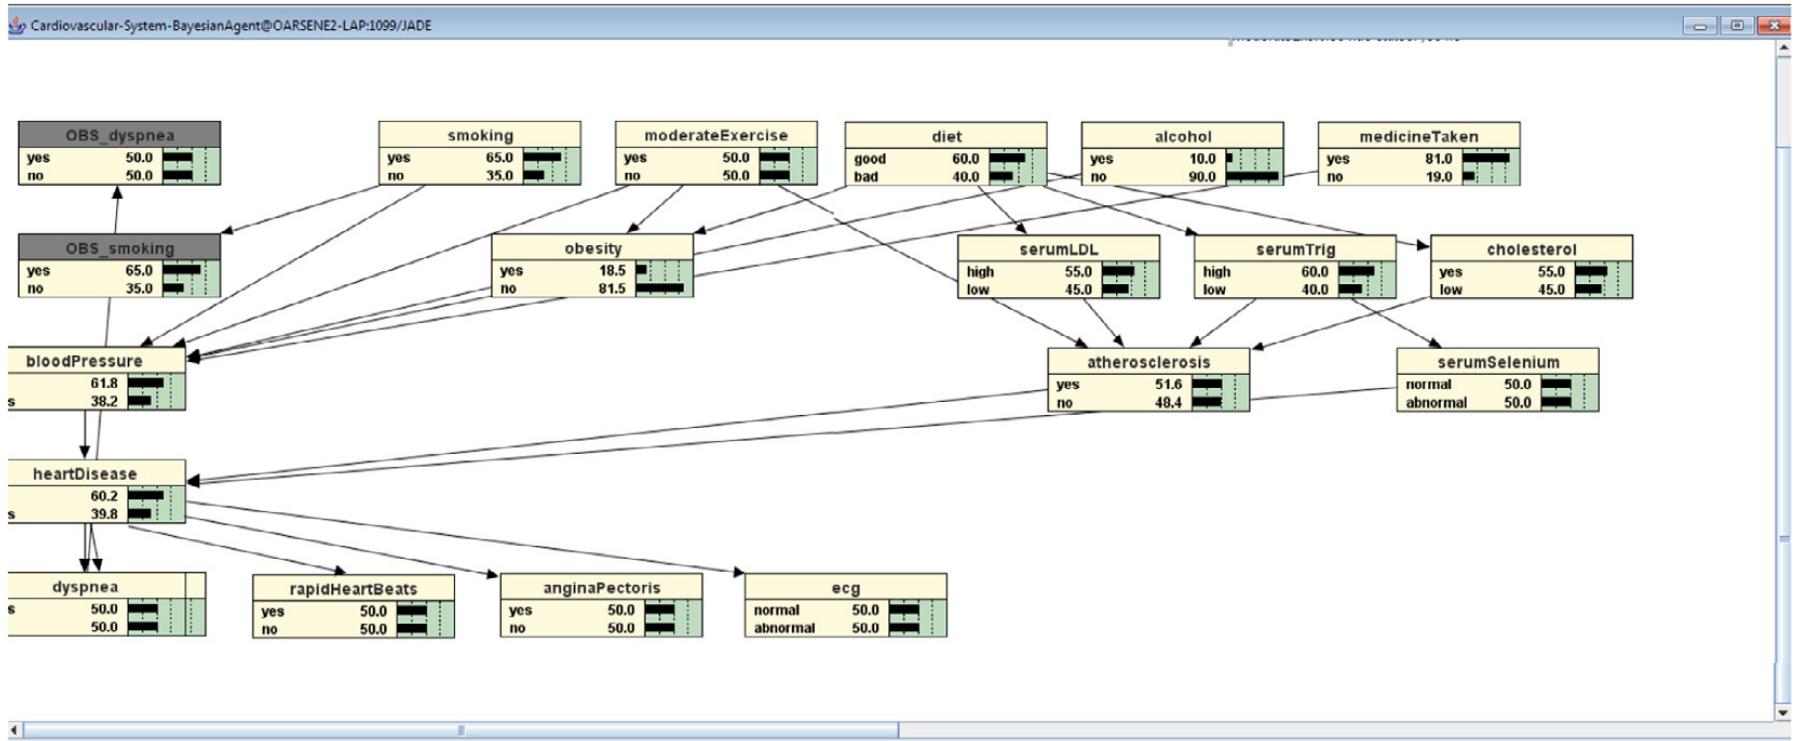 Cardiovascular-System-BayesianAgent@OARSENE2-LAP:1099/JADE
OBS_dyspnea
yes 50.0
no 50.0
smoking
yes 65.0
no 35.0
moderateExercise
yes 50.0
no 50.0
diet
good 60.0
bad 40.0
alcohol
yes 10.0
no 90.0
medicineTaken
yes 81.0
no 19.0
OBS_smoking
yes 65.0
no 35.0
obesity
yes 18.5
no 81.5
serumLDL
high 55.0
low 45.0
serumTrig
high 60.0
low 40.0
cholesterol
yes 55.0
no 45.0
bloodPressure
61.8
s 38.2
atherosclerosis
yes 51.6
no 48.4
serumSelenium
normal 50.0
abnormal 50.0
heartDisease
60.2
s 39.8
dyspnea
s 50.0
50.0
rapidHeartBeats
yes 50.0
no 50.0
anginaPectoris
yes 50.0
no 50.0
ecg
normal 50.0
abnormal 50.0